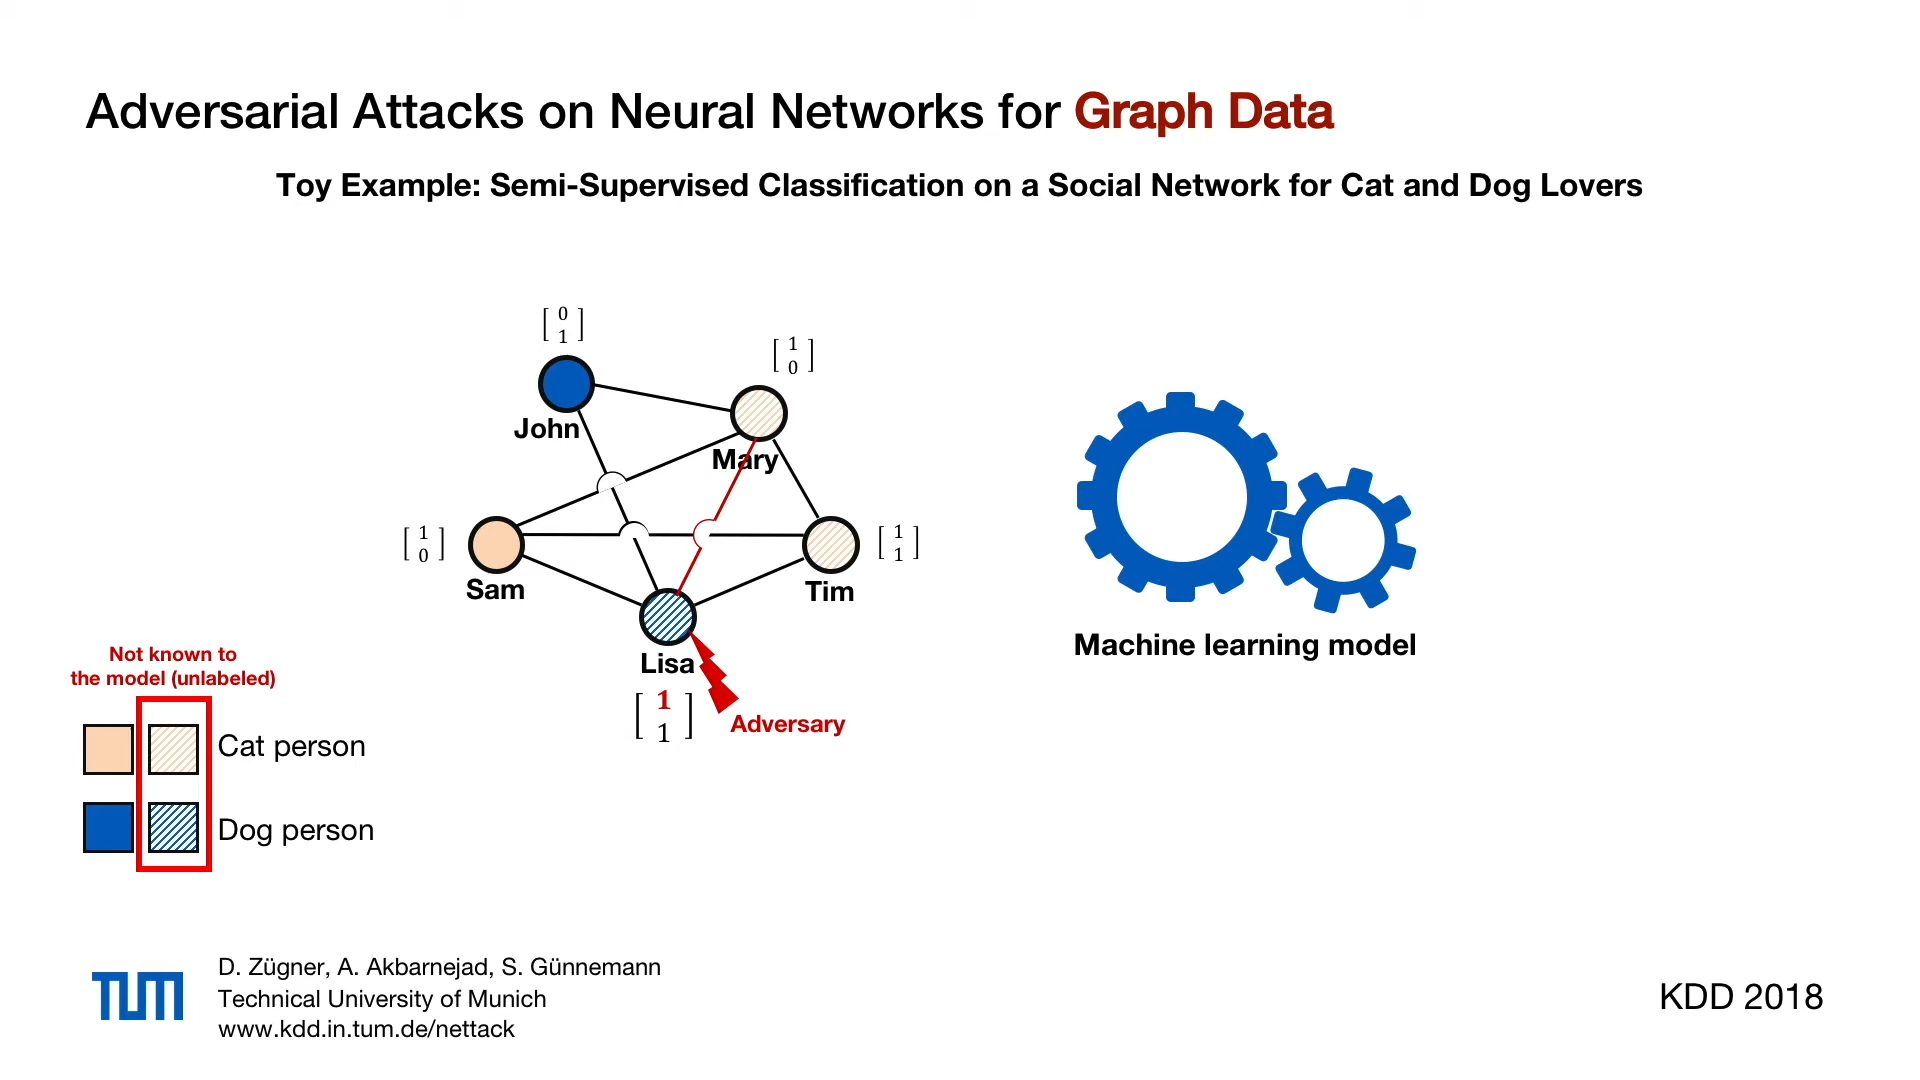 Adversarial Attacks on Neural Networks for Graph Data
Toy Example: Semi-Supervised Classification on a Social Network for Cat and Dog Lovers
[ 0
1 ]
[ 1
0 ]
John
Mary
[ 1
0 ]
[ 1
1 ]
Sam
Tim
Lisa
[ 1
1 ]
Adversary
Machine learning model
Not known to
the model (unlabeled)
Cat person
Dog person
TUM
D. Zügner, A. Akbarnejad, S. Günnemann
Technical University of Munich
www.kdd.in.tum.de/nettack
KDD 2018